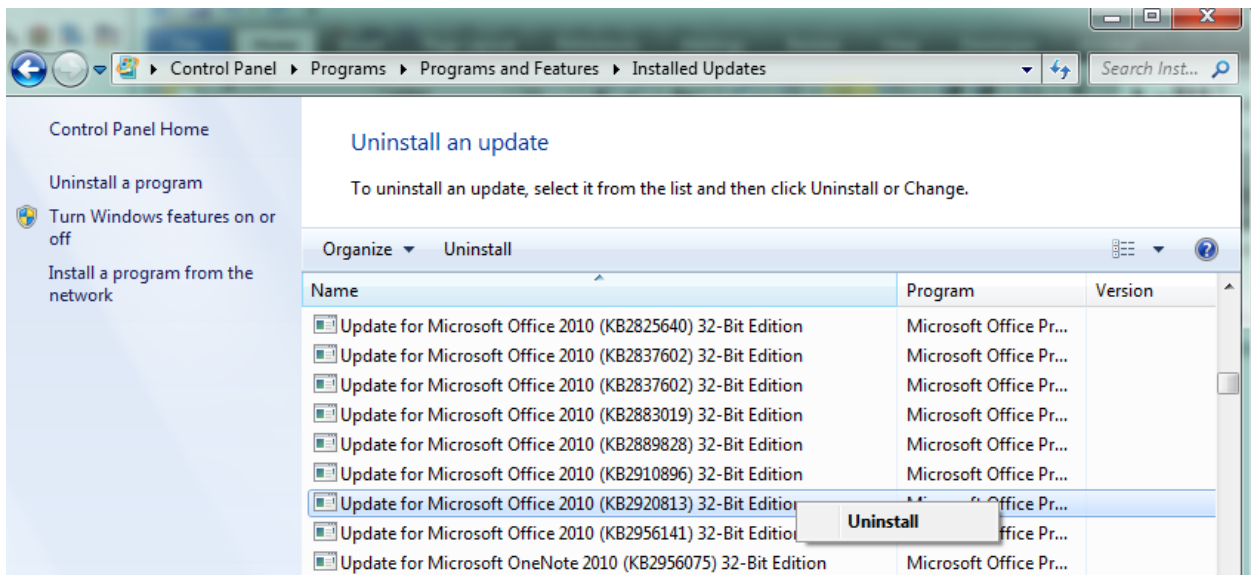 Control Panel Programs Programs and Features Installed Updates
Search Inst...
Control Panel Home
Uninstall a program
Turn Windows features on or
off
Install a program from the
network
Uninstall an update
To uninstall an update, select it from the list and then click Uninstall or Change.
Organize Uninstall
Name Program Version
Update for Microsoft Office 2010 (KB2825640) 32-Bit Edition Microsoft Office Pr...
Update for Microsoft Office 2010 (KB2837602) 32-Bit Edition Microsoft Office Pr...
Update for Microsoft Office 2010 (KB2837602) 32-Bit Edition Microsoft Office Pr...
Update for Microsoft Office 2010 (KB2883019) 32-Bit Edition Microsoft Office Pr...
Update for Microsoft Office 2010 (KB2889828) 32-Bit Edition Microsoft Office Pr...
Update for Microsoft Office 2010 (KB2910896) 32-Bit Edition Microsoft Office Pr...
Update for Microsoft Office 2010 (KB2920813) 32-Bit Edition Pr...
Uninstall
Update for Microsoft Office 2010 (KB2956141) 32-Bit Pr...
Update for Microsoft OneNote 2010 (KB2956075) 32-Bit Edition Microsoft Office Pr...